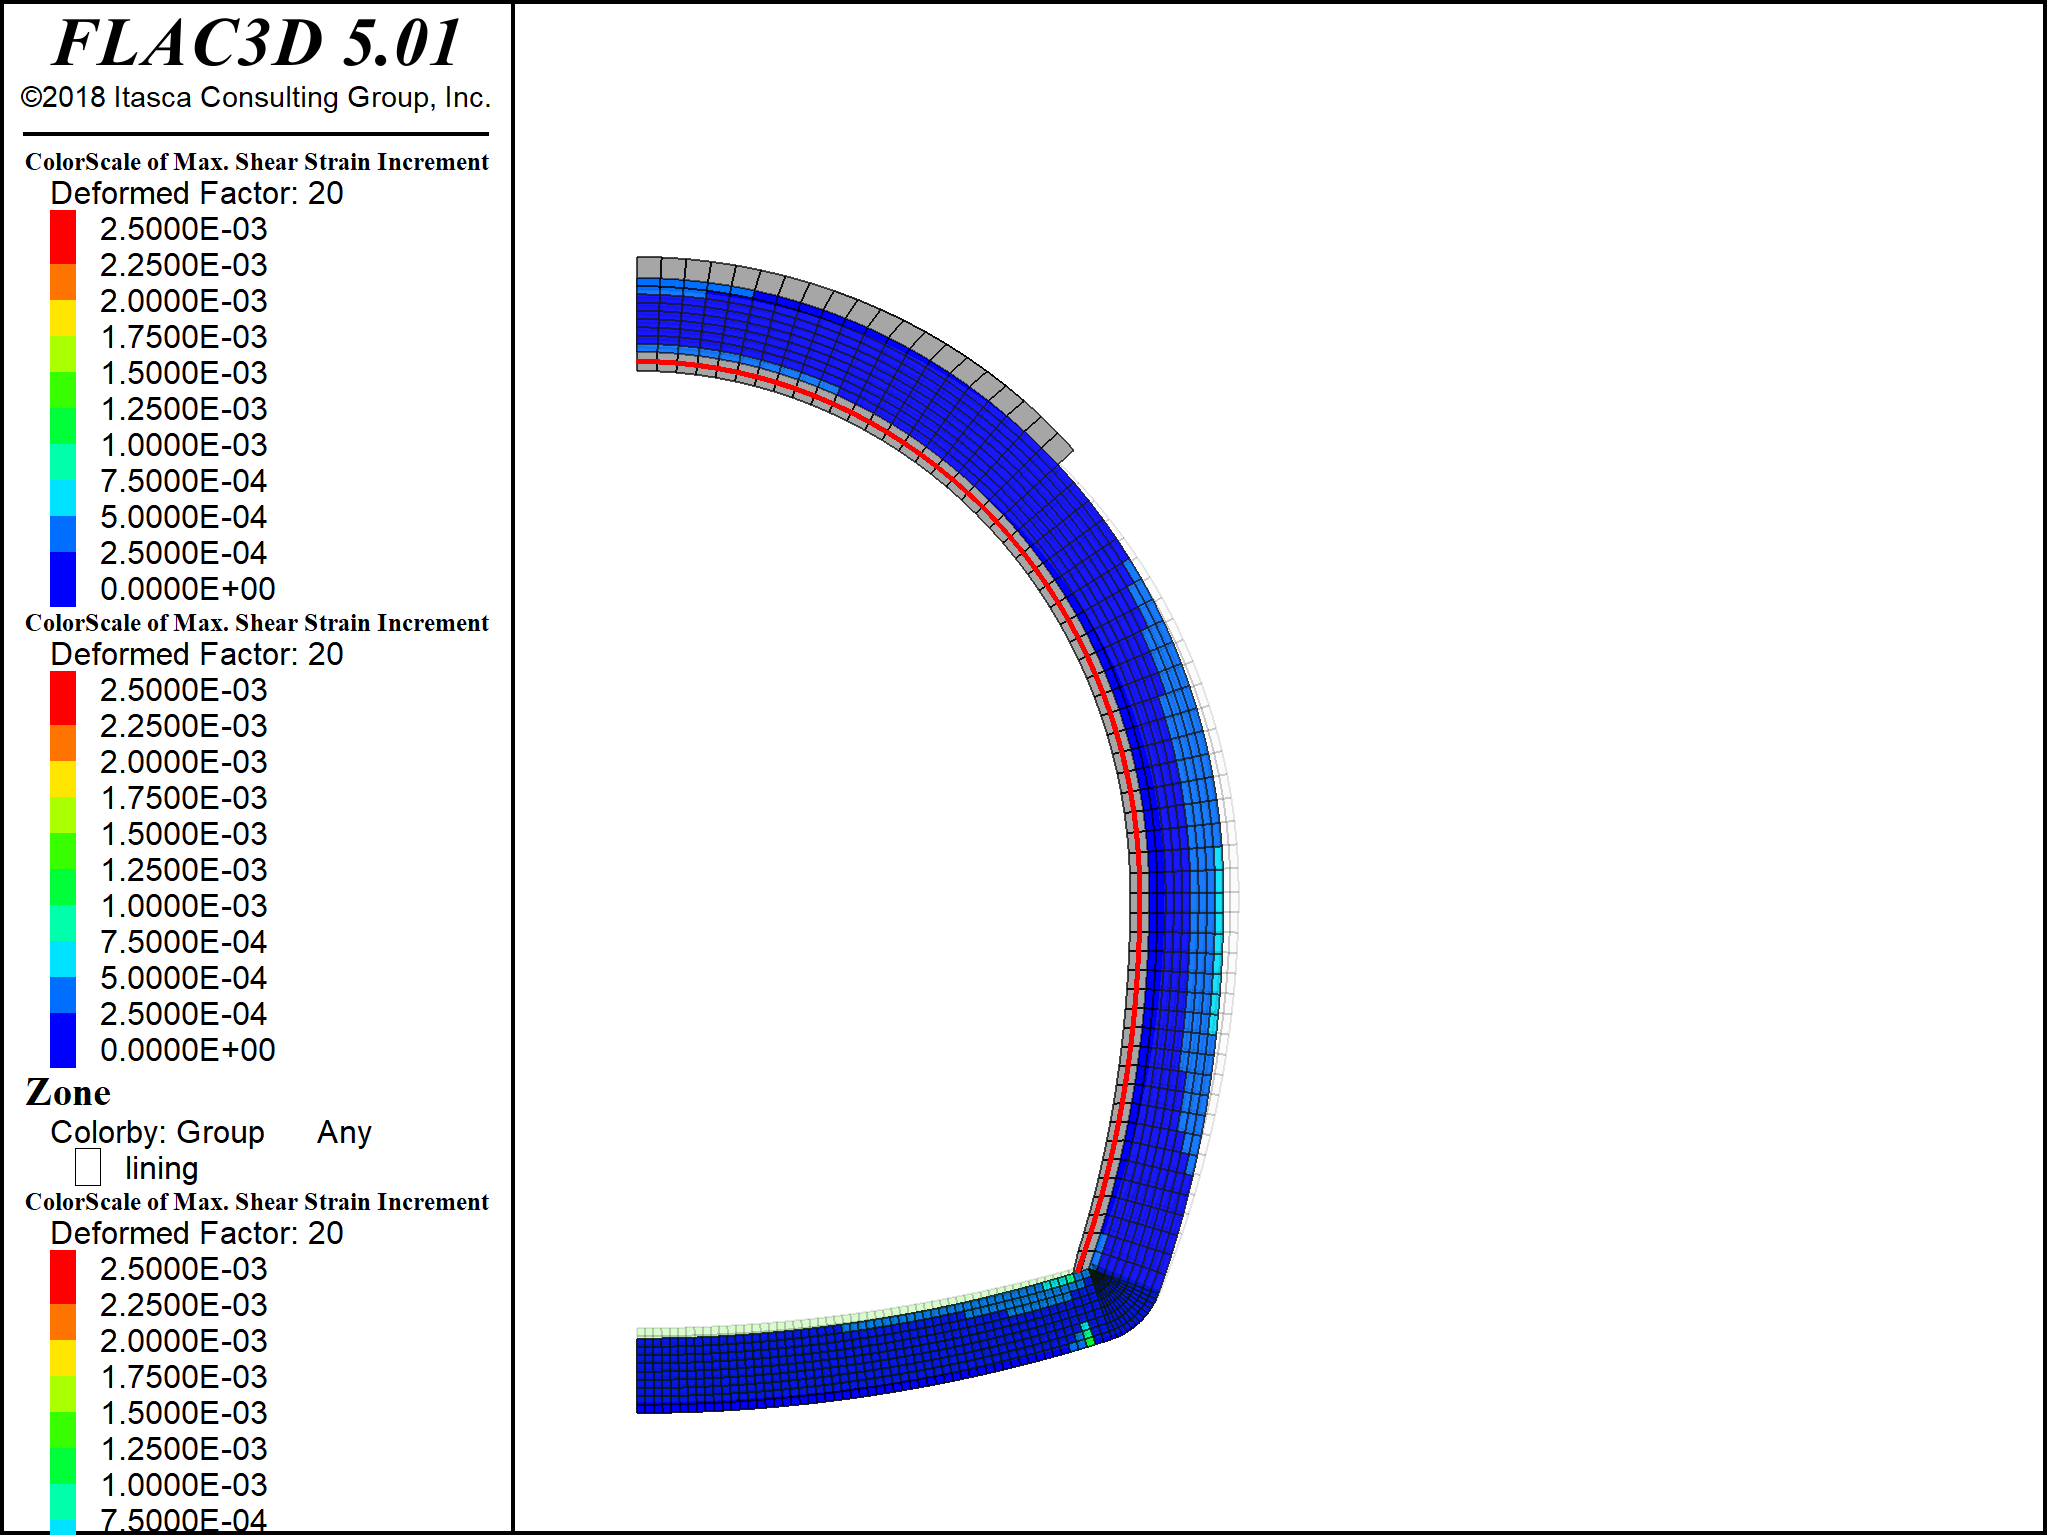 FLAC3D 5.01
©2018 Itasca Consulting Group, Inc.
ColorScale of Max. Shear Strain Increment
Deformed Factor: 20
2.5000E-03
2.2500E-03
2.0000E-03
1.7500E-03
1.5000E-03
1.2500E-03
1.0000E-03
7.5000E-04
5.0000E-04
2.5000E-04
0.0000E+00
ColorScale of Max. Shear Strain Increment
Deformed Factor: 20
2.5000E-03
2.2500E-03
2.0000E-03
1.7500E-03
1.5000E-03
1.2500E-03
1.0000E-03
7.5000E-04
5.0000E-04
2.5000E-04
0.0000E+00
Zone
Colorby: Group Any
lining
ColorScale of Max. Shear Strain Increment
Deformed Factor: 20
2.5000E-03
2.2500E-03
2.0000E-03
1.7500E-03
1.5000E-03
1.2500E-03
1.0000E-03
7.5000E-04